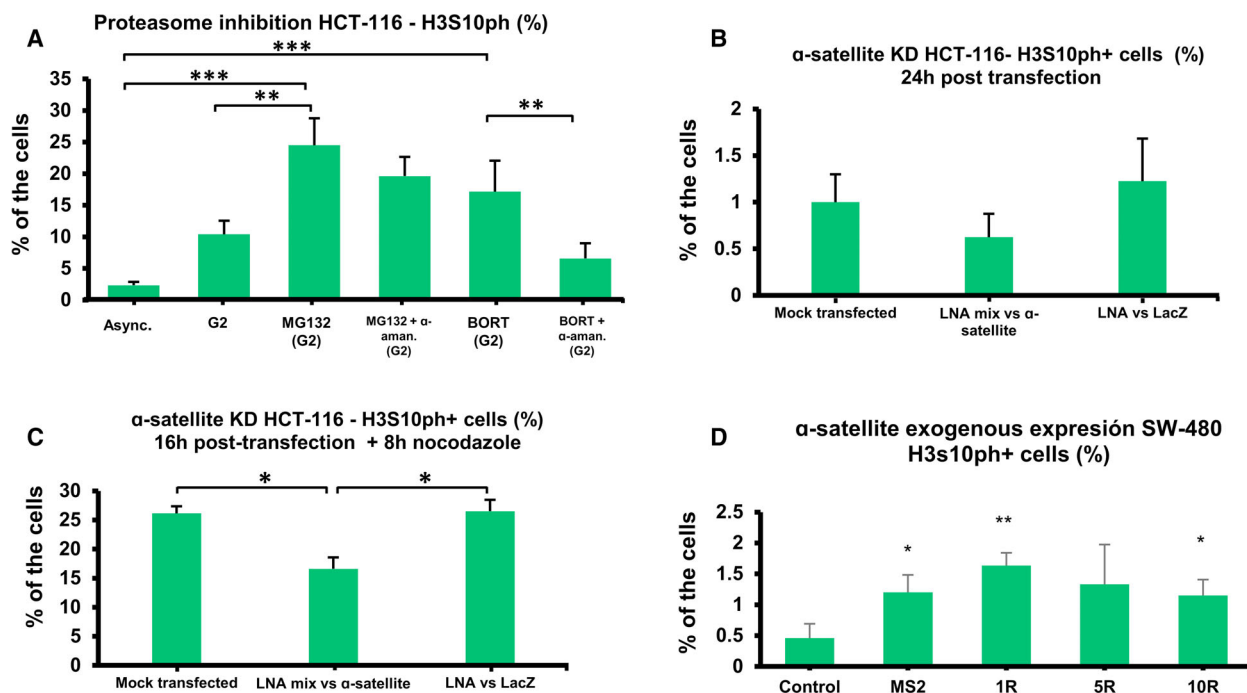 A
Proteasome inhibition HCT-116 - H3S10ph (%)
***
***
**
**
% of the cells
35
30
25
20
15
10
5
0
Async.
G2
MG132
(G2)
MG132 + α-
aman.
(G2)
BORT
(G2)
BORT +
α-aman.
(G2)
B
α-satellite KD HCT-116- H3S10ph+ cells (%)
24h post transfection
% of the cells
2
1.5
1
0.5
0
Mock transfected
LNA mix vs α-
satellite
LNA vs LacZ
C
α-satellite KD HCT-116 - H3S10ph+ cells (%)
16h post-transfection + 8h nocodazole
*
*
% of the cells
30
25
20
15
10
5
0
Mock transfected
LNA mix vs α-satellite
LNA vs LacZ
D
α-satellite exogenous expresión SW-480
H3s10ph+ cells (%)
% of the cells
2.5
2
1.5
1
0.5
0
*
**
*
Control
MS2
1R
5R
10R